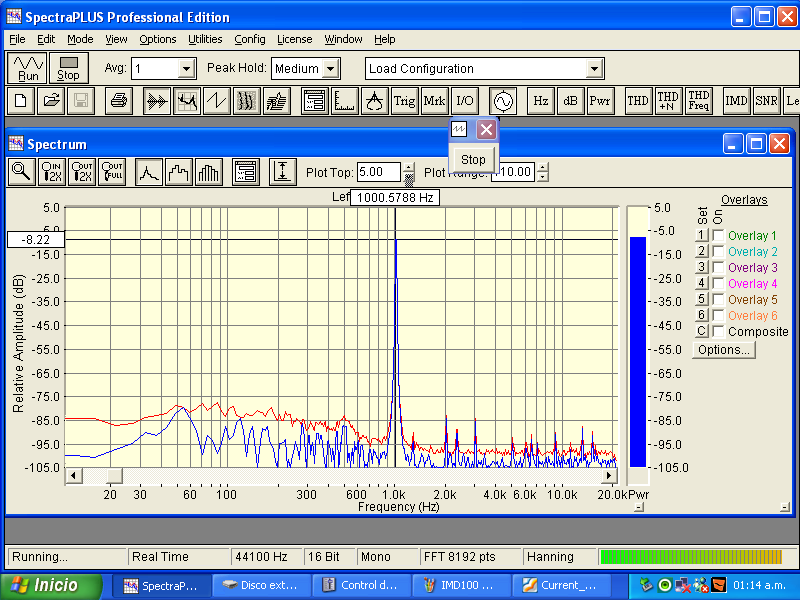 SpectraPLUS Professional Edition
File Edit Mode View Options Utilities Config License Window Help
Run Stop Avg: 1 Peak Hold: Medium Load Configuration
Trig Mrk I/O Hz dB Pwr THD THD +N THD Freq IMD SNR Le
Spectrum
Stop
IN 2X OUT 2X OUT FULL Plot Top: 5.00 Plot Range: 10.00
Lef 1000.5788 Hz
Overlays
Set On
1 Overlay 1
2 Overlay 2
3 Overlay 3
4 Overlay 4
5 Overlay 5
6 Overlay 6
C Composite
Options...
Relative Amplitude (dB)
5.0
-8.22
-15.0
-25.0
-35.0
-45.0
-55.0
-65.0
-75.0
-85.0
-95.0
-105.0
5.0
-5.0
-15.0
-25.0
-35.0
-45.0
-55.0
-65.0
-75.0
-85.0
-95.0
-105.0
20 30 60 100 300 600 1.0k 2.0k 4.0k 6.0k 10.0k 20.0k Pwr
Frequency (Hz)
Running... Real Time 44100 Hz 16 Bit Mono FFT 8192 pts Hanning
Inicio SpectraP... Disco ext... Control d... IMD100 ... Current_... 01:14 a.m.